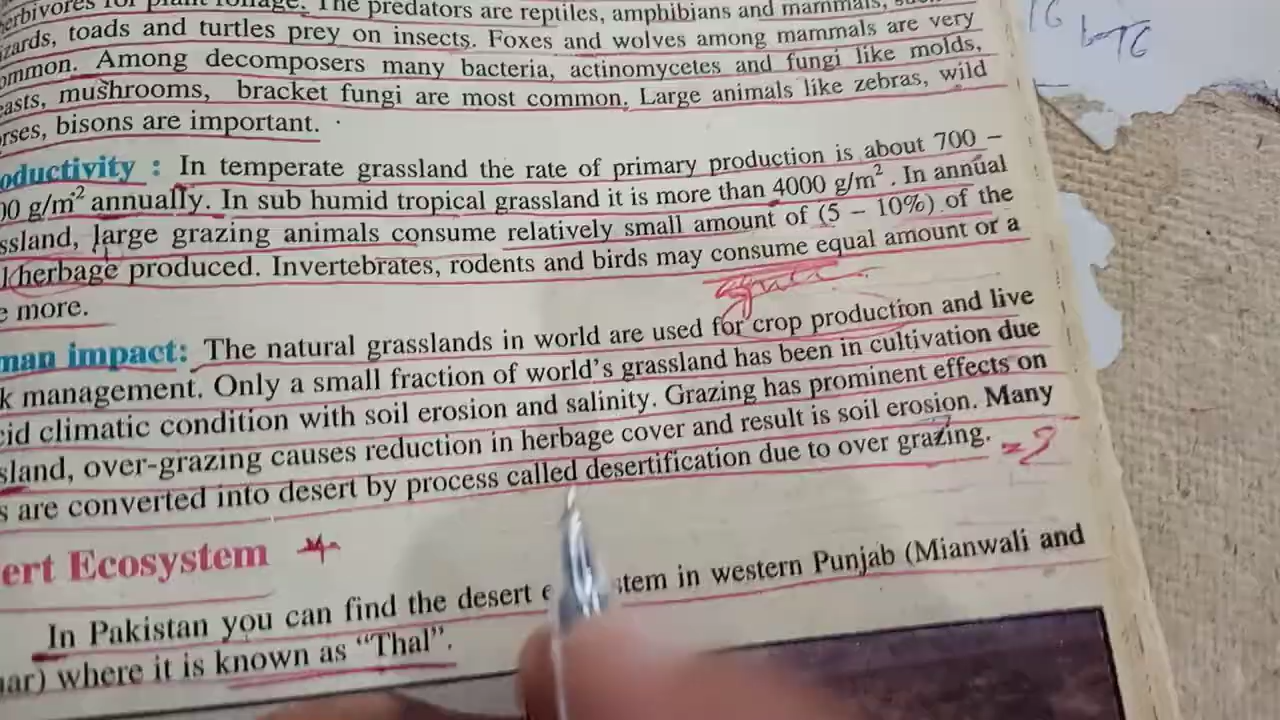 16
b 76
erbivores for plant foliage. The predators are reptiles, amphibians and mammals,
zards, toads and turtles prey on insects. Foxes and wolves among mammals are very
ommon. Among decomposers many bacteria, actinomycetes and fungi like molds,
easts, mushrooms, bracket fungi are most common. Large animals like zebras, wild
orses, bisons are important.
oductivity : In temperate grassland the rate of primary production is about 700 –
00 g/m² annually. In sub humid tropical grassland it is more than 4000 g/m². In annual
ssland, large grazing animals consume relatively small amount of (5 – 10%) of the
l herbage produced. Invertebrates, rodents and birds may consume equal amount or a
e more.
man impact: The natural grasslands in world are used for crop production and live
k management. Only a small fraction of world's grassland has been in cultivation due
cid climatic condition with soil erosion and salinity. Grazing has prominent effects on
sland, over-grazing causes reduction in herbage cover and result is soil erosion. Many
s are converted into desert by process called desertification due to over grazing.
ert Ecosystem
In Pakistan you can find the desert e stem in western Punjab (Mianwali and
ar) where it is known as "Thal".